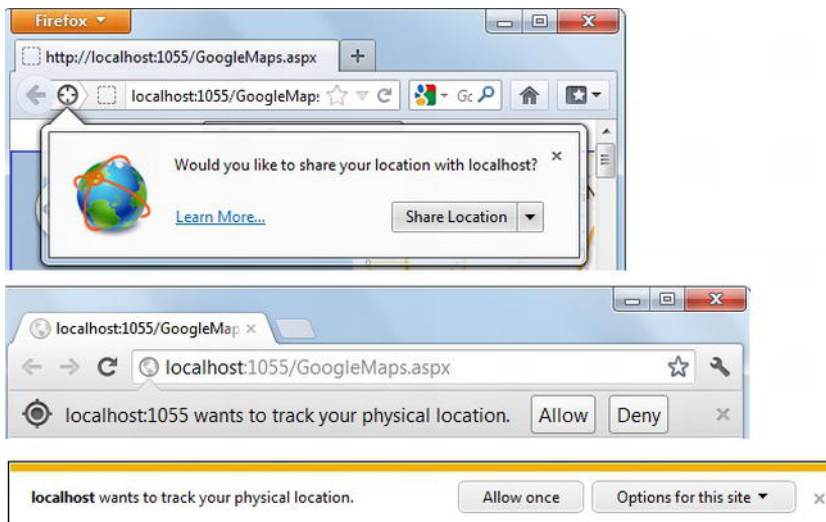 Firefox
http://localhost:1055/GoogleMaps.aspx
localhost:1055/GoogleMap:
Gc
Would you like to share your location with localhost?
Learn More...
Share Location
localhost:1055/GoogleMap
localhost:1055/GoogleMaps.aspx
localhost:1055 wants to track your physical location. Allow Deny
localhost wants to track your physical location. Allow once Options for this site